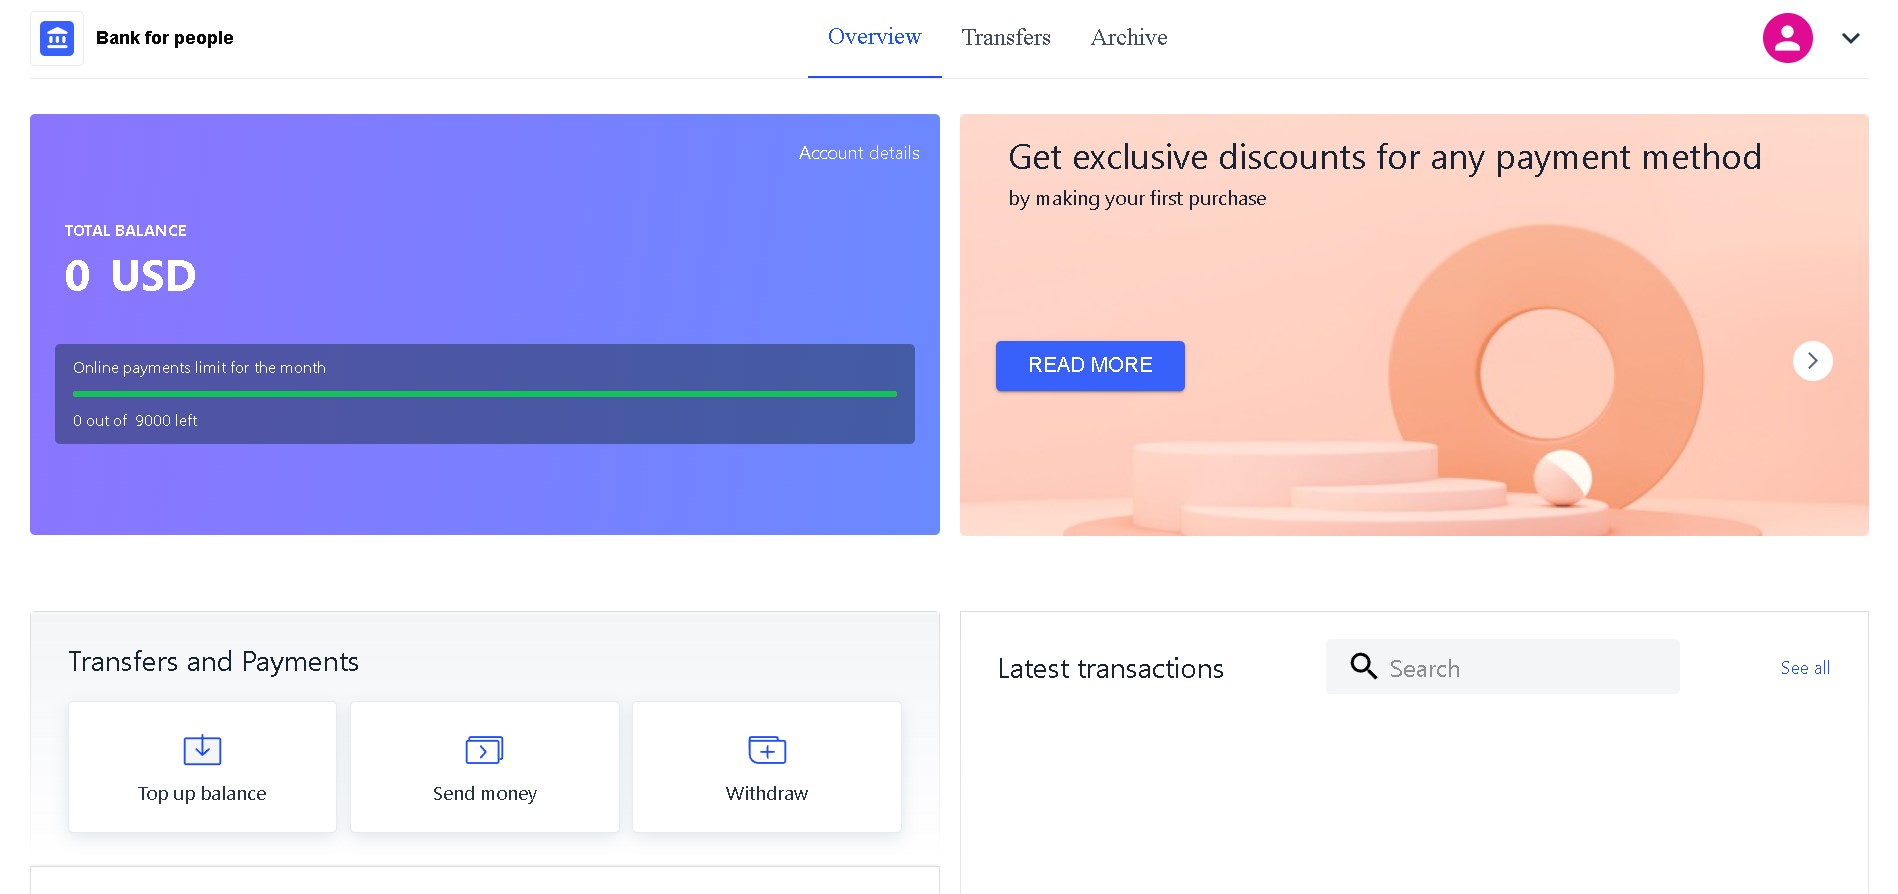 Bank for people
Overview
Transfers
Archive
Account details
TOTAL BALANCE
0 USD
Online payments limit for the month
0 out of 9000 left
Get exclusive discounts for any payment method
by making your first purchase
READ MORE
Transfers and Payments
Top up balance
Send money
Withdraw
Latest transactions
Search
See all